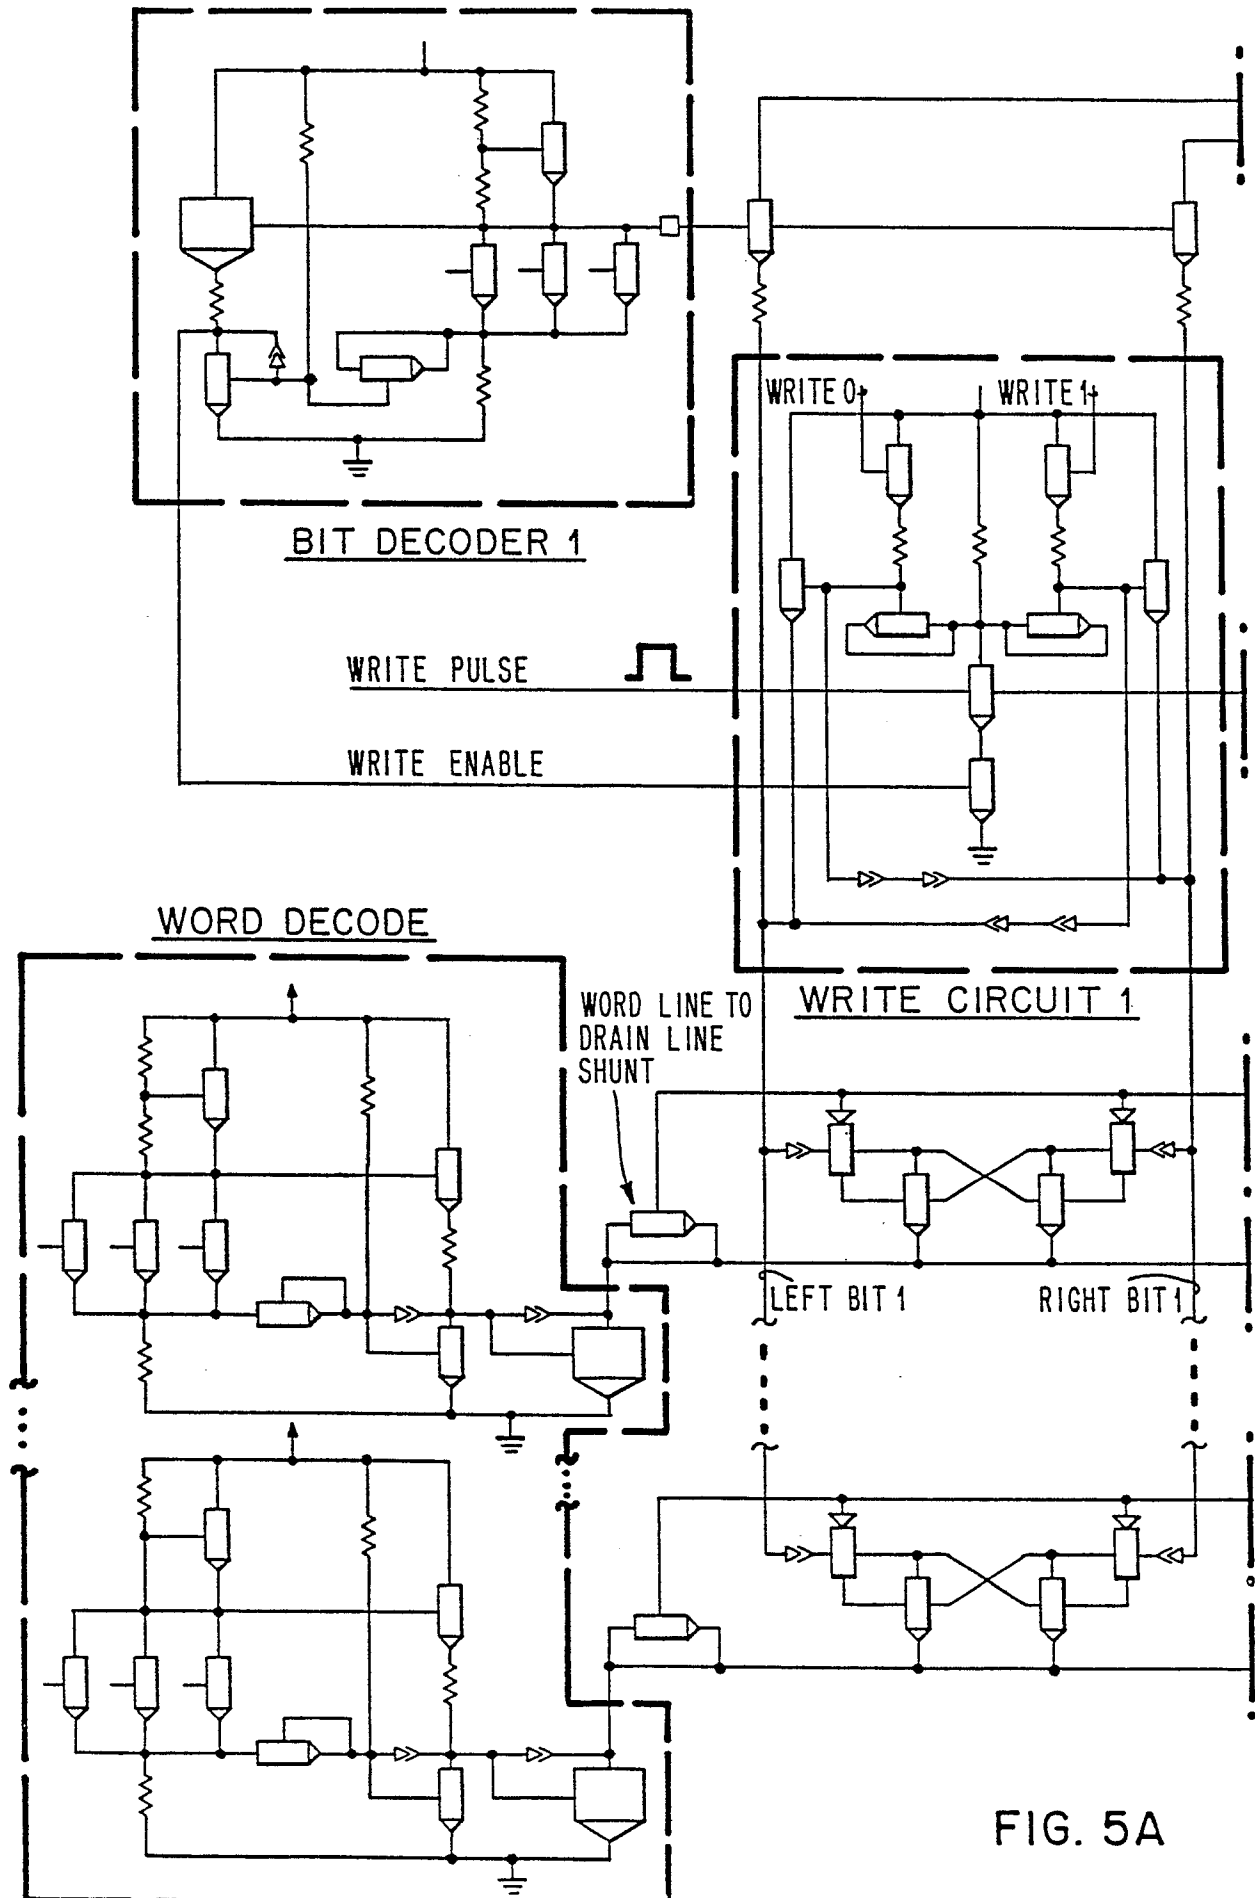 WRITE 0
WRITE 1
BIT DECODER 1
WRITE PULSE
WRITE ENABLE
WORD DECODE
WRITE CIRCUIT 1
WORD LINE TO
DRAIN LINE
SHUNT
LEFT BIT 1
RIGHT BIT 1
FIG. 5A